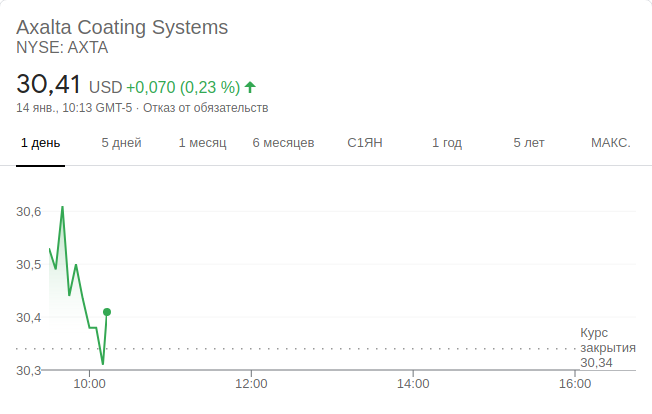 Axalta Coating Systems
NYSE: AXTA
30,41 USD +0,070 (0,23 %)
14 янв., 10:13 GMT-5 · Отказ от обязательств
1 день 5 дней 1 месяц 6 месяцев С1ЯН 1 год 5 лет МАКС.
30,6
30,5
30,4
Курс
закрытия
30,34
30,3
10:00 12:00 14:00 16:00